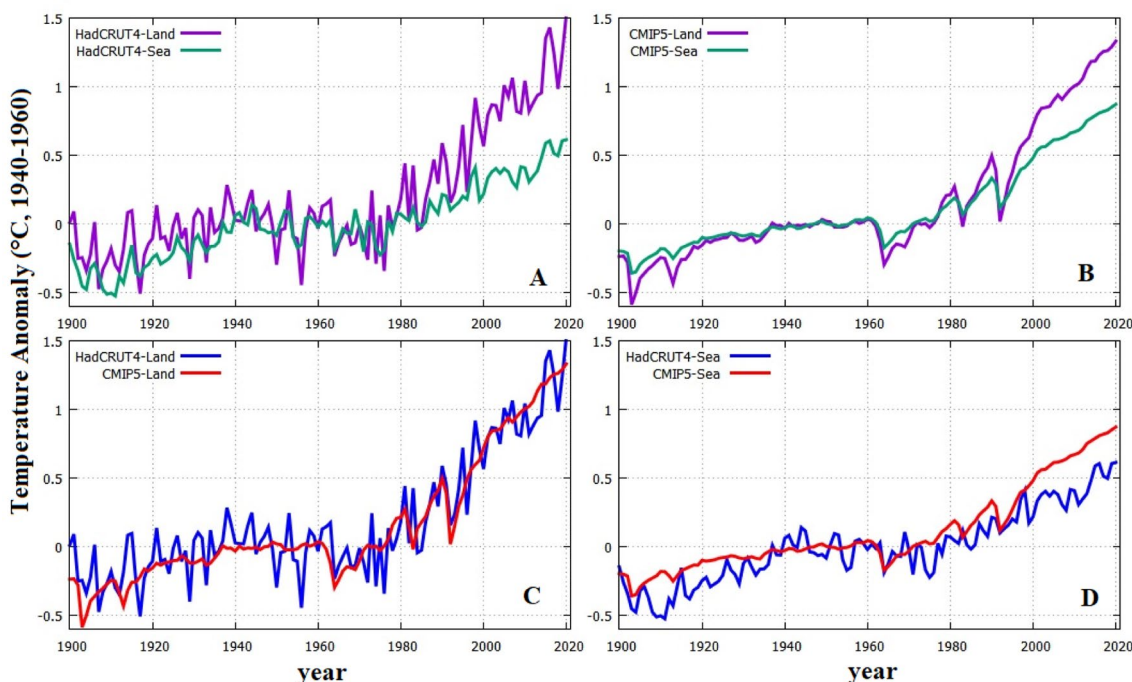 Temperature Anomaly (°C, 1940-1960)
1.5
1
0.5
0
-0.5
HadCRUT4-Land
HadCRUT4-Sea
A
1900 1920 1940 1960 1980 2000 2020
1.5
1
0.5
0
-0.5
CMIP5-Land
CMIP5-Sea
B
1900 1920 1940 1960 1980 2000 2020
1.5
1
0.5
0
-0.5
HadCRUT4-Land
CMIP5-Land
C
1900 1920 1940 1960 1980 2000 2020
year
1.5
1
0.5
0
-0.5
HadCRUT4-Sea
CMIP5-Sea
D
1900 1920 1940 1960 1980 2000 2020
year